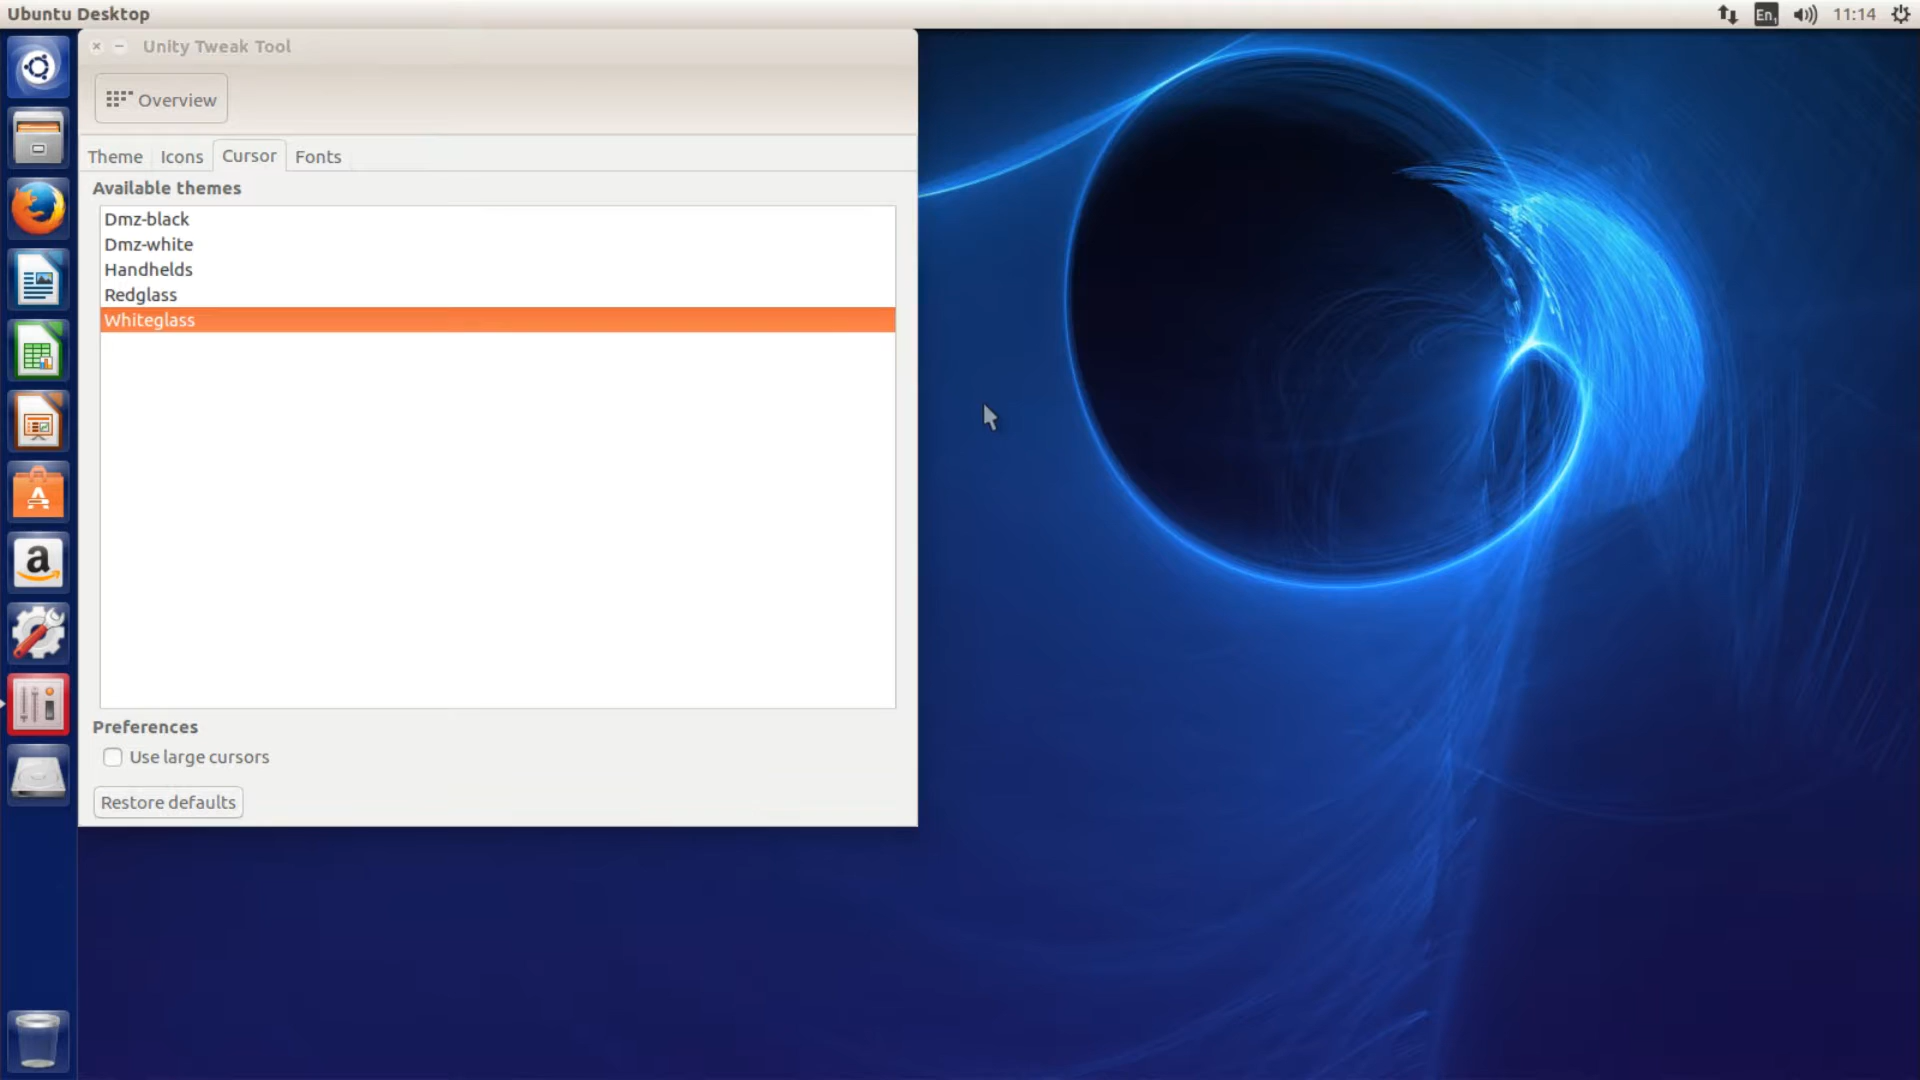 Ubuntu Desktop
En1
11:14
Unity Tweak Tool
Overview
Theme Icons Cursor Fonts
Available themes
Dmz-black
Dmz-white
Handhelds
Redglass
Whiteglass
Preferences
Use large cursors
Restore defaults
a